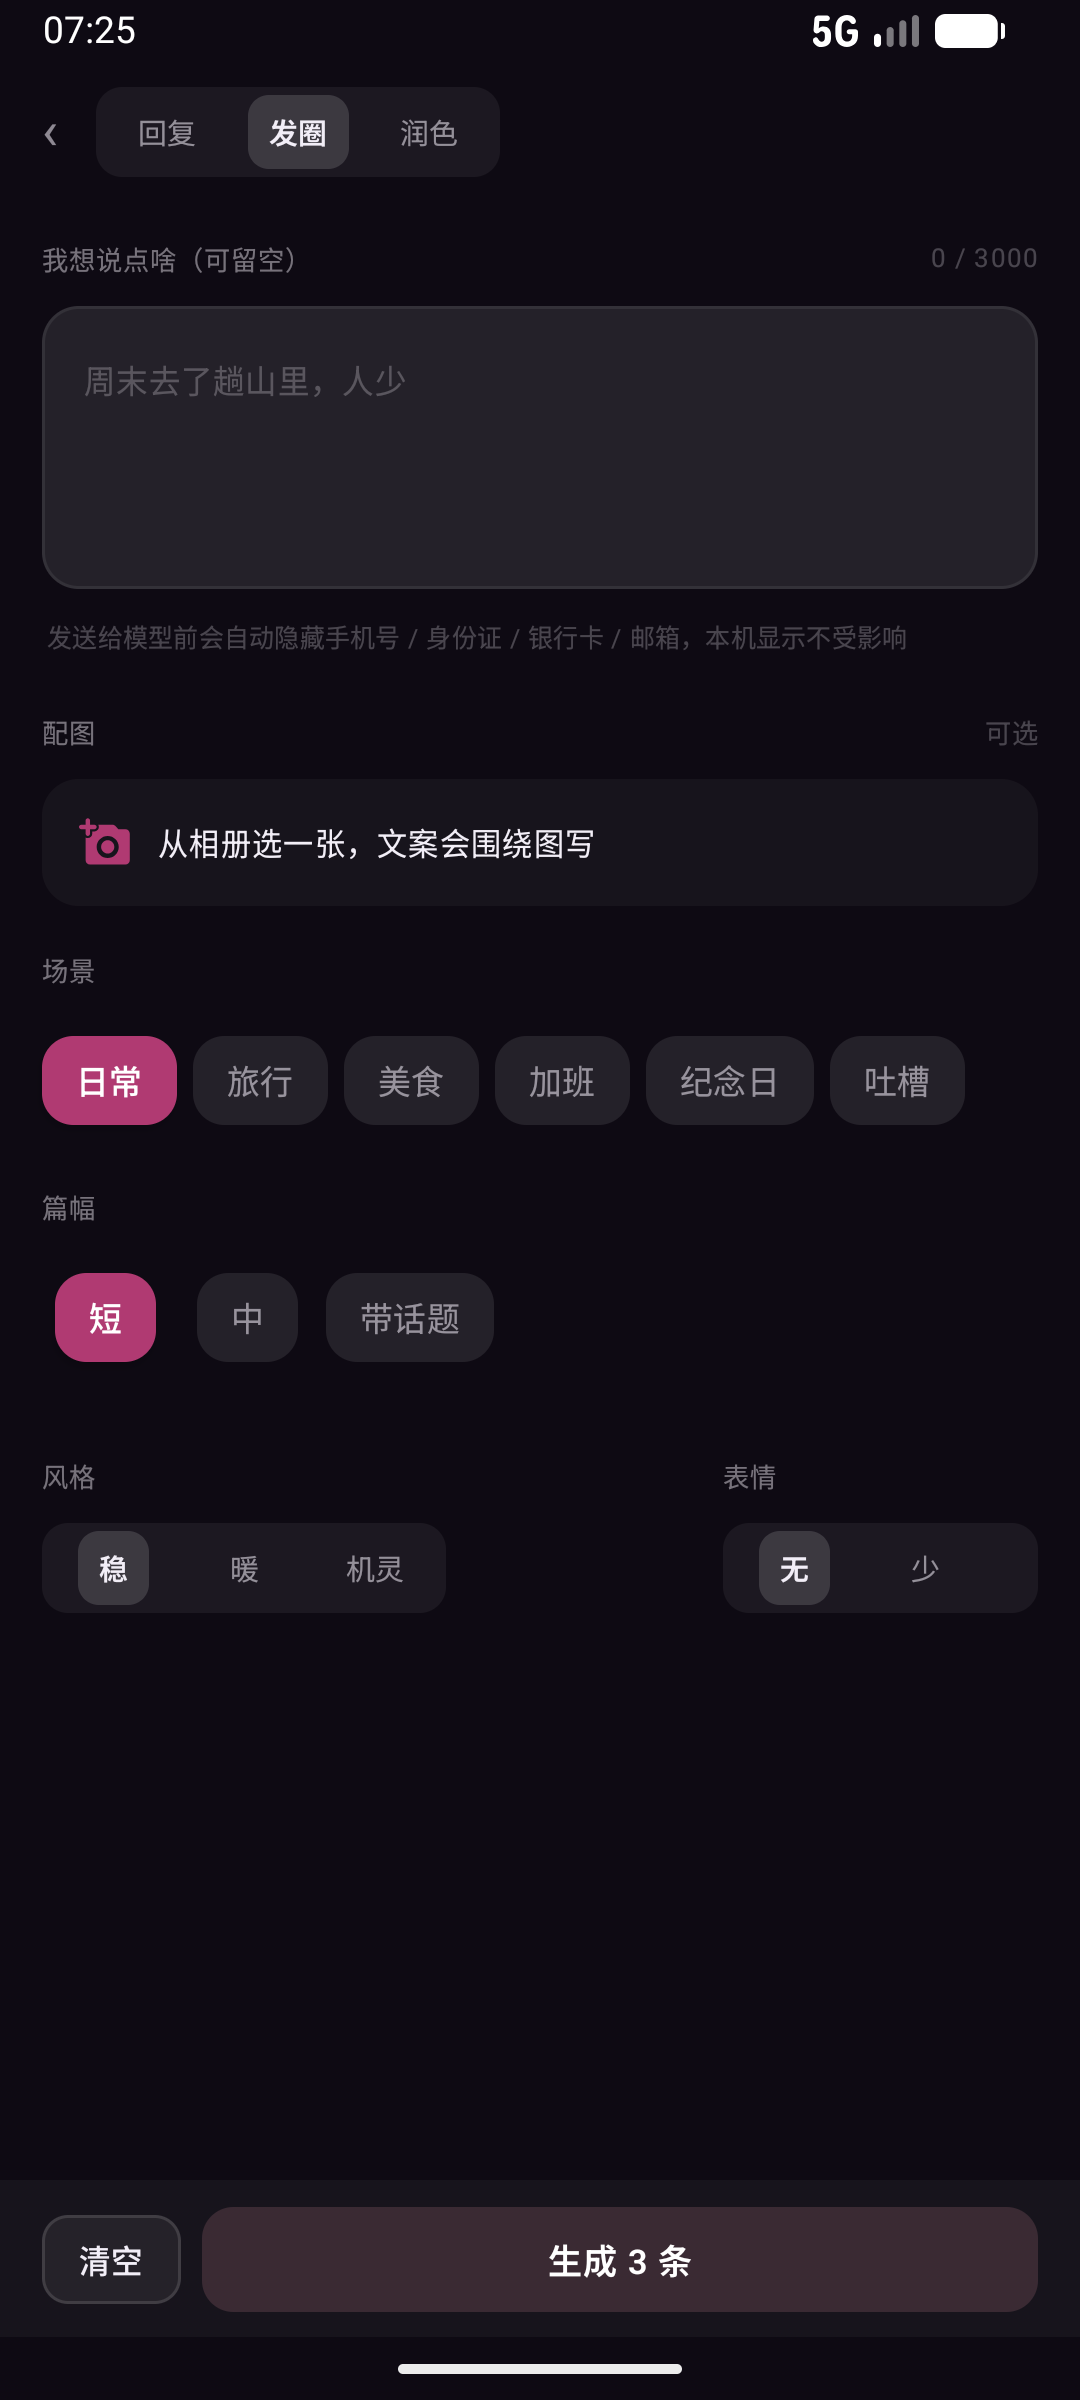 07:25 5G
回复 发圈 润色
我想说点啥（可留空） 0 / 3000
周末去了趟山里，人少
发送给模型前会自动隐藏手机号 / 身份证 / 银行卡 / 邮箱，本机显示不受影响
配图 可选
从相册选一张，文案会围绕图写
场景
日常 旅行 美食 加班 纪念日 吐槽
篇幅
短 中 带话题
风格 表情
稳 暖 机灵 无 少
清空 生成 3 条